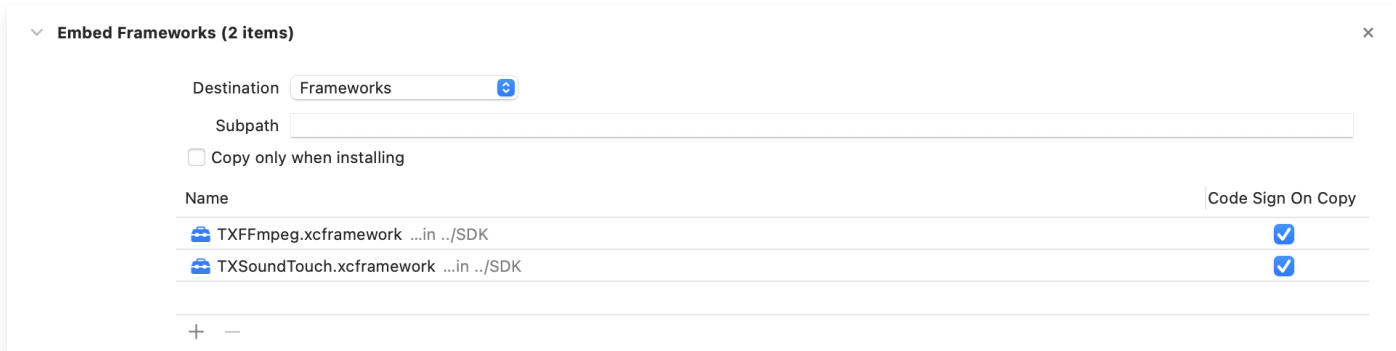 Embed Frameworks (2 items)
Destination Frameworks
Subpath
Copy only when installing
Name Code Sign On Copy
TXFFmpeg.xcframework ...in ../SDK
TXSoundTouch.xcframework ...in ../SDK